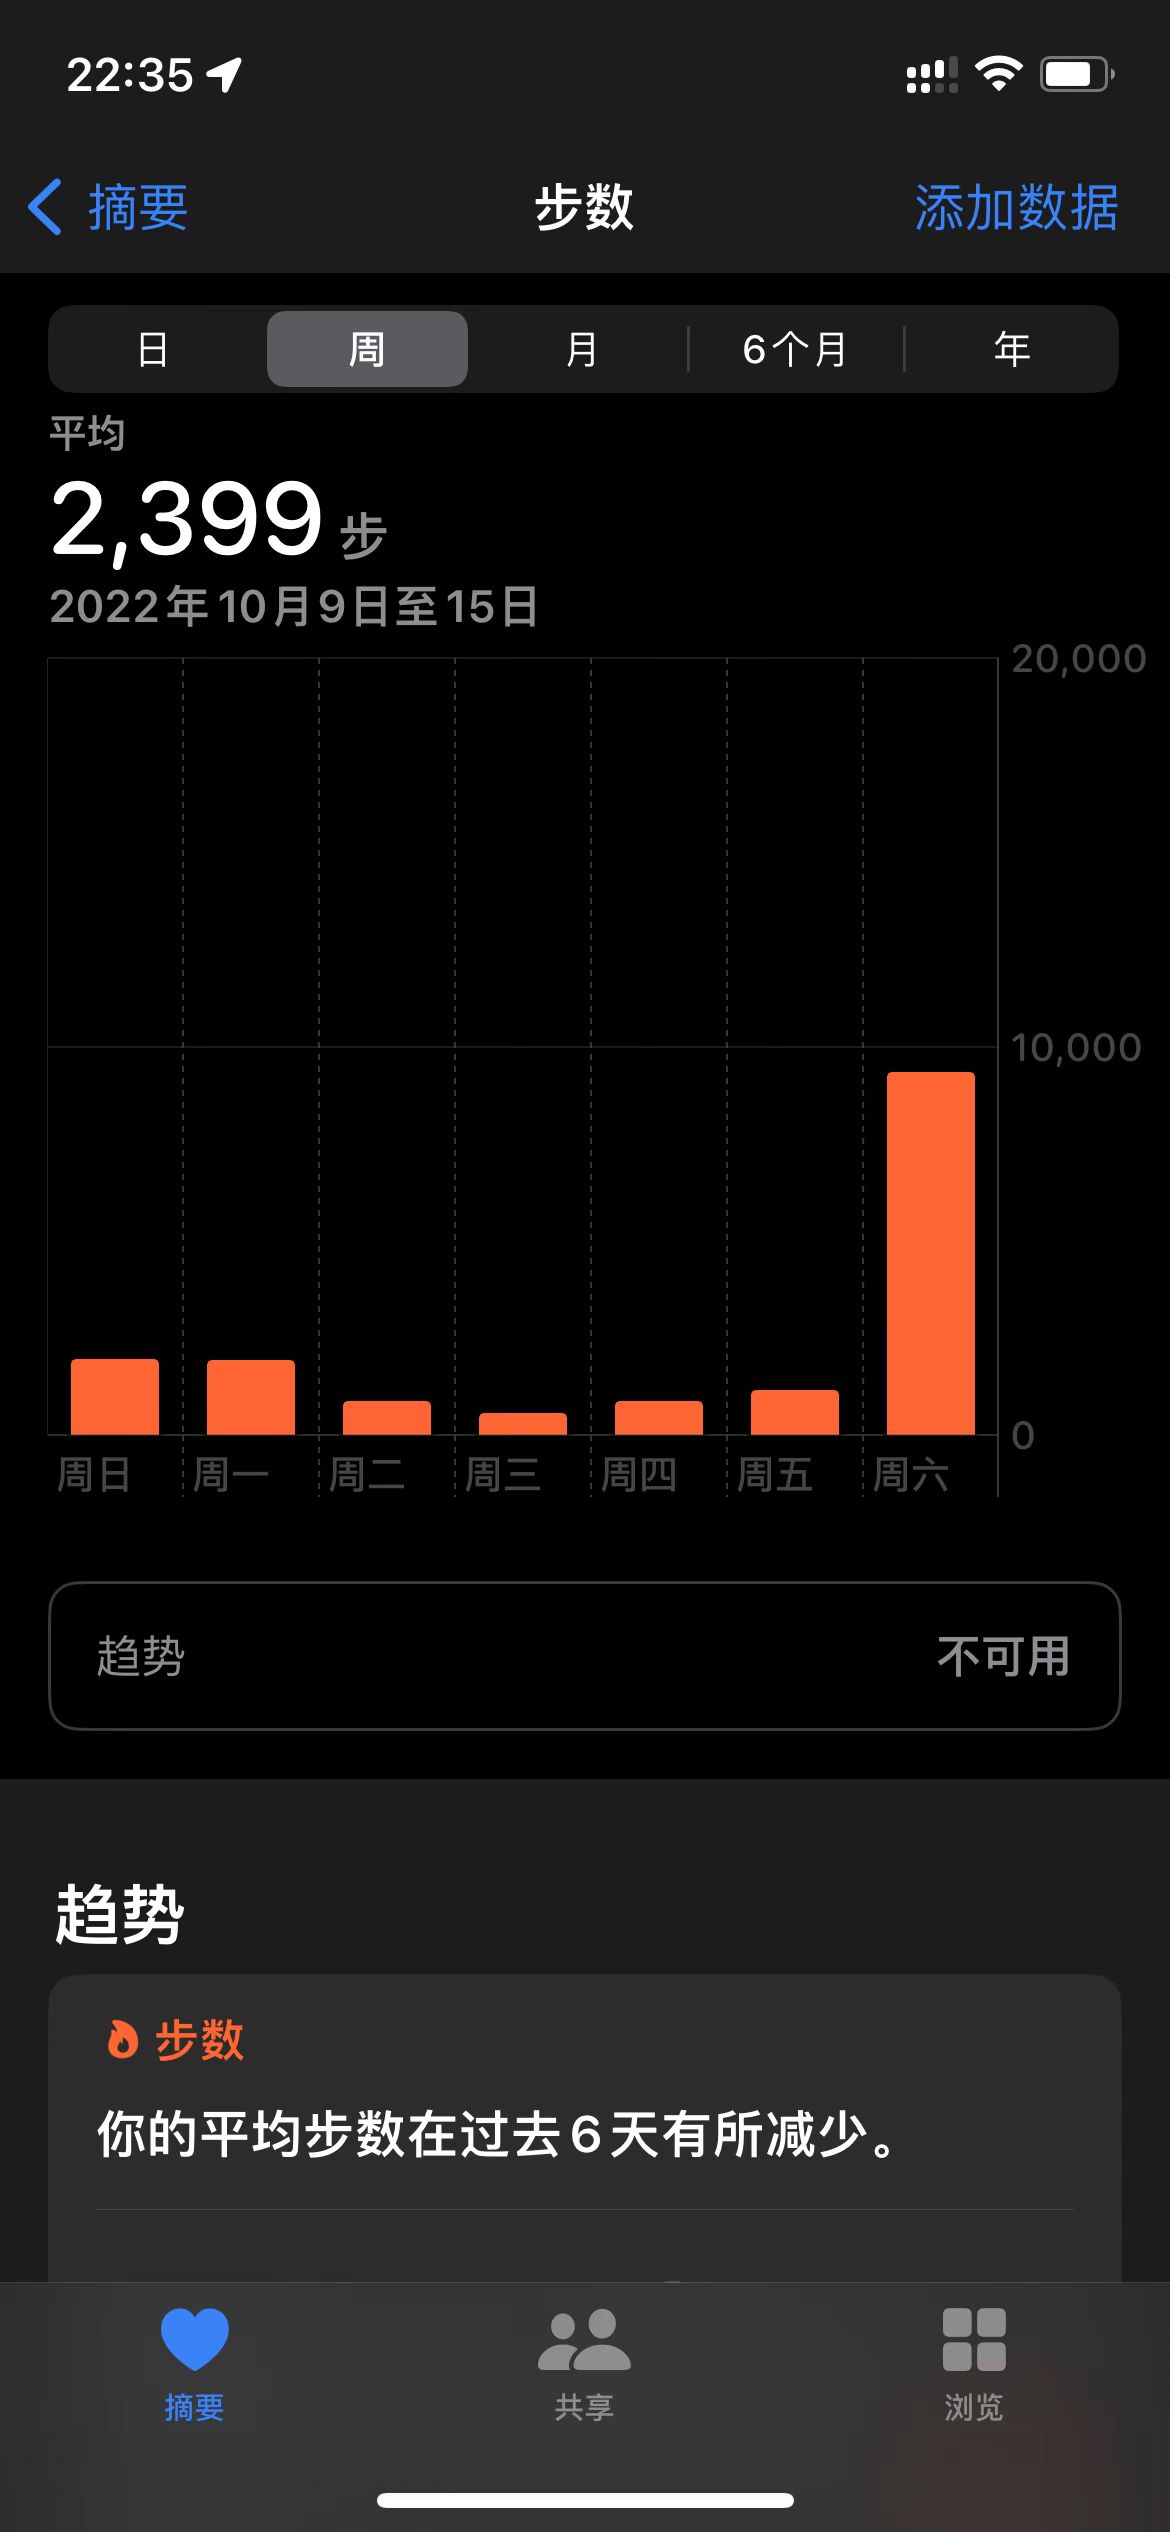 22:35
摘要 步数 添加数据
日 周 月 6个月 年
平均
2,399 步
2022年10月9日至15日
20,000
10,000
0
周日 周一 周二 周三 周四 周五 周六
趋势 不可用
趋势
步数
你的平均步数在过去6天有所减少。
摘要 共享 浏览